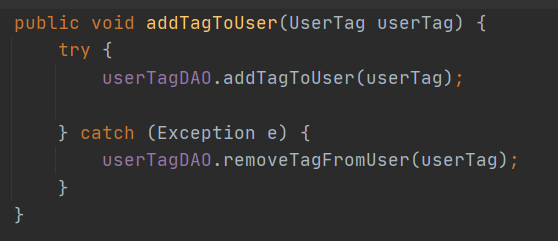 public void addTagToUser(UserTag userTag) {
    try {
        userTagDAO.addTagToUser(userTag);
    } catch (Exception e) {
        userTagDAO.removeTagFromUser(userTag);
    }
}